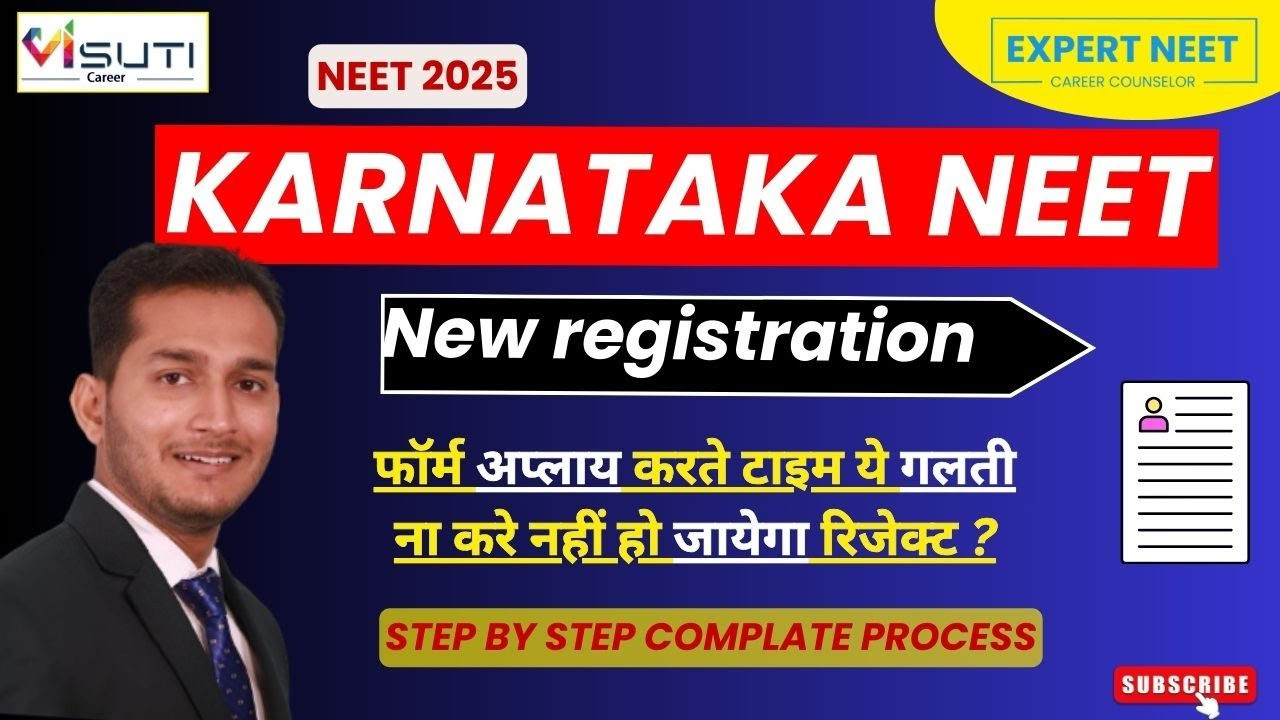 VISUTI
Career
EXPERT NEET
CAREER COUNSELOR
NEET 2025
KARNATAKA NEET
New registration
फॉर्म अप्लाय करते टाइम ये गलती
ना करे नहीं हो जायेगा रिजेक्ट ?
STEP BY STEP COMPLATE PROCESS
SUBSCRIBE